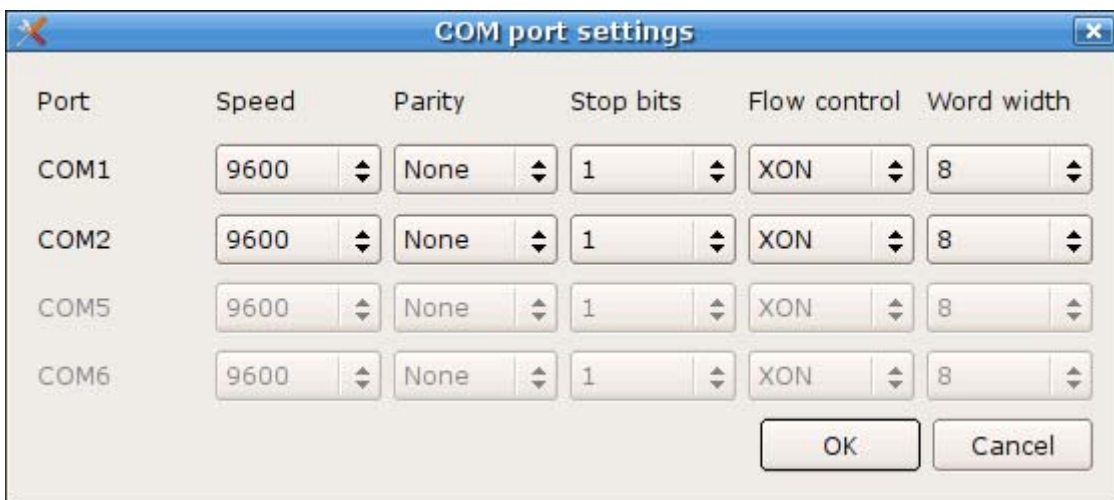 COM port settings
Port Speed Parity Stop bits Flow control Word width
COM1 9600 None 1 XON 8
COM2 9600 None 1 XON 8
COM5 9600 None 1 XON 8
COM6 9600 None 1 XON 8
OK Cancel